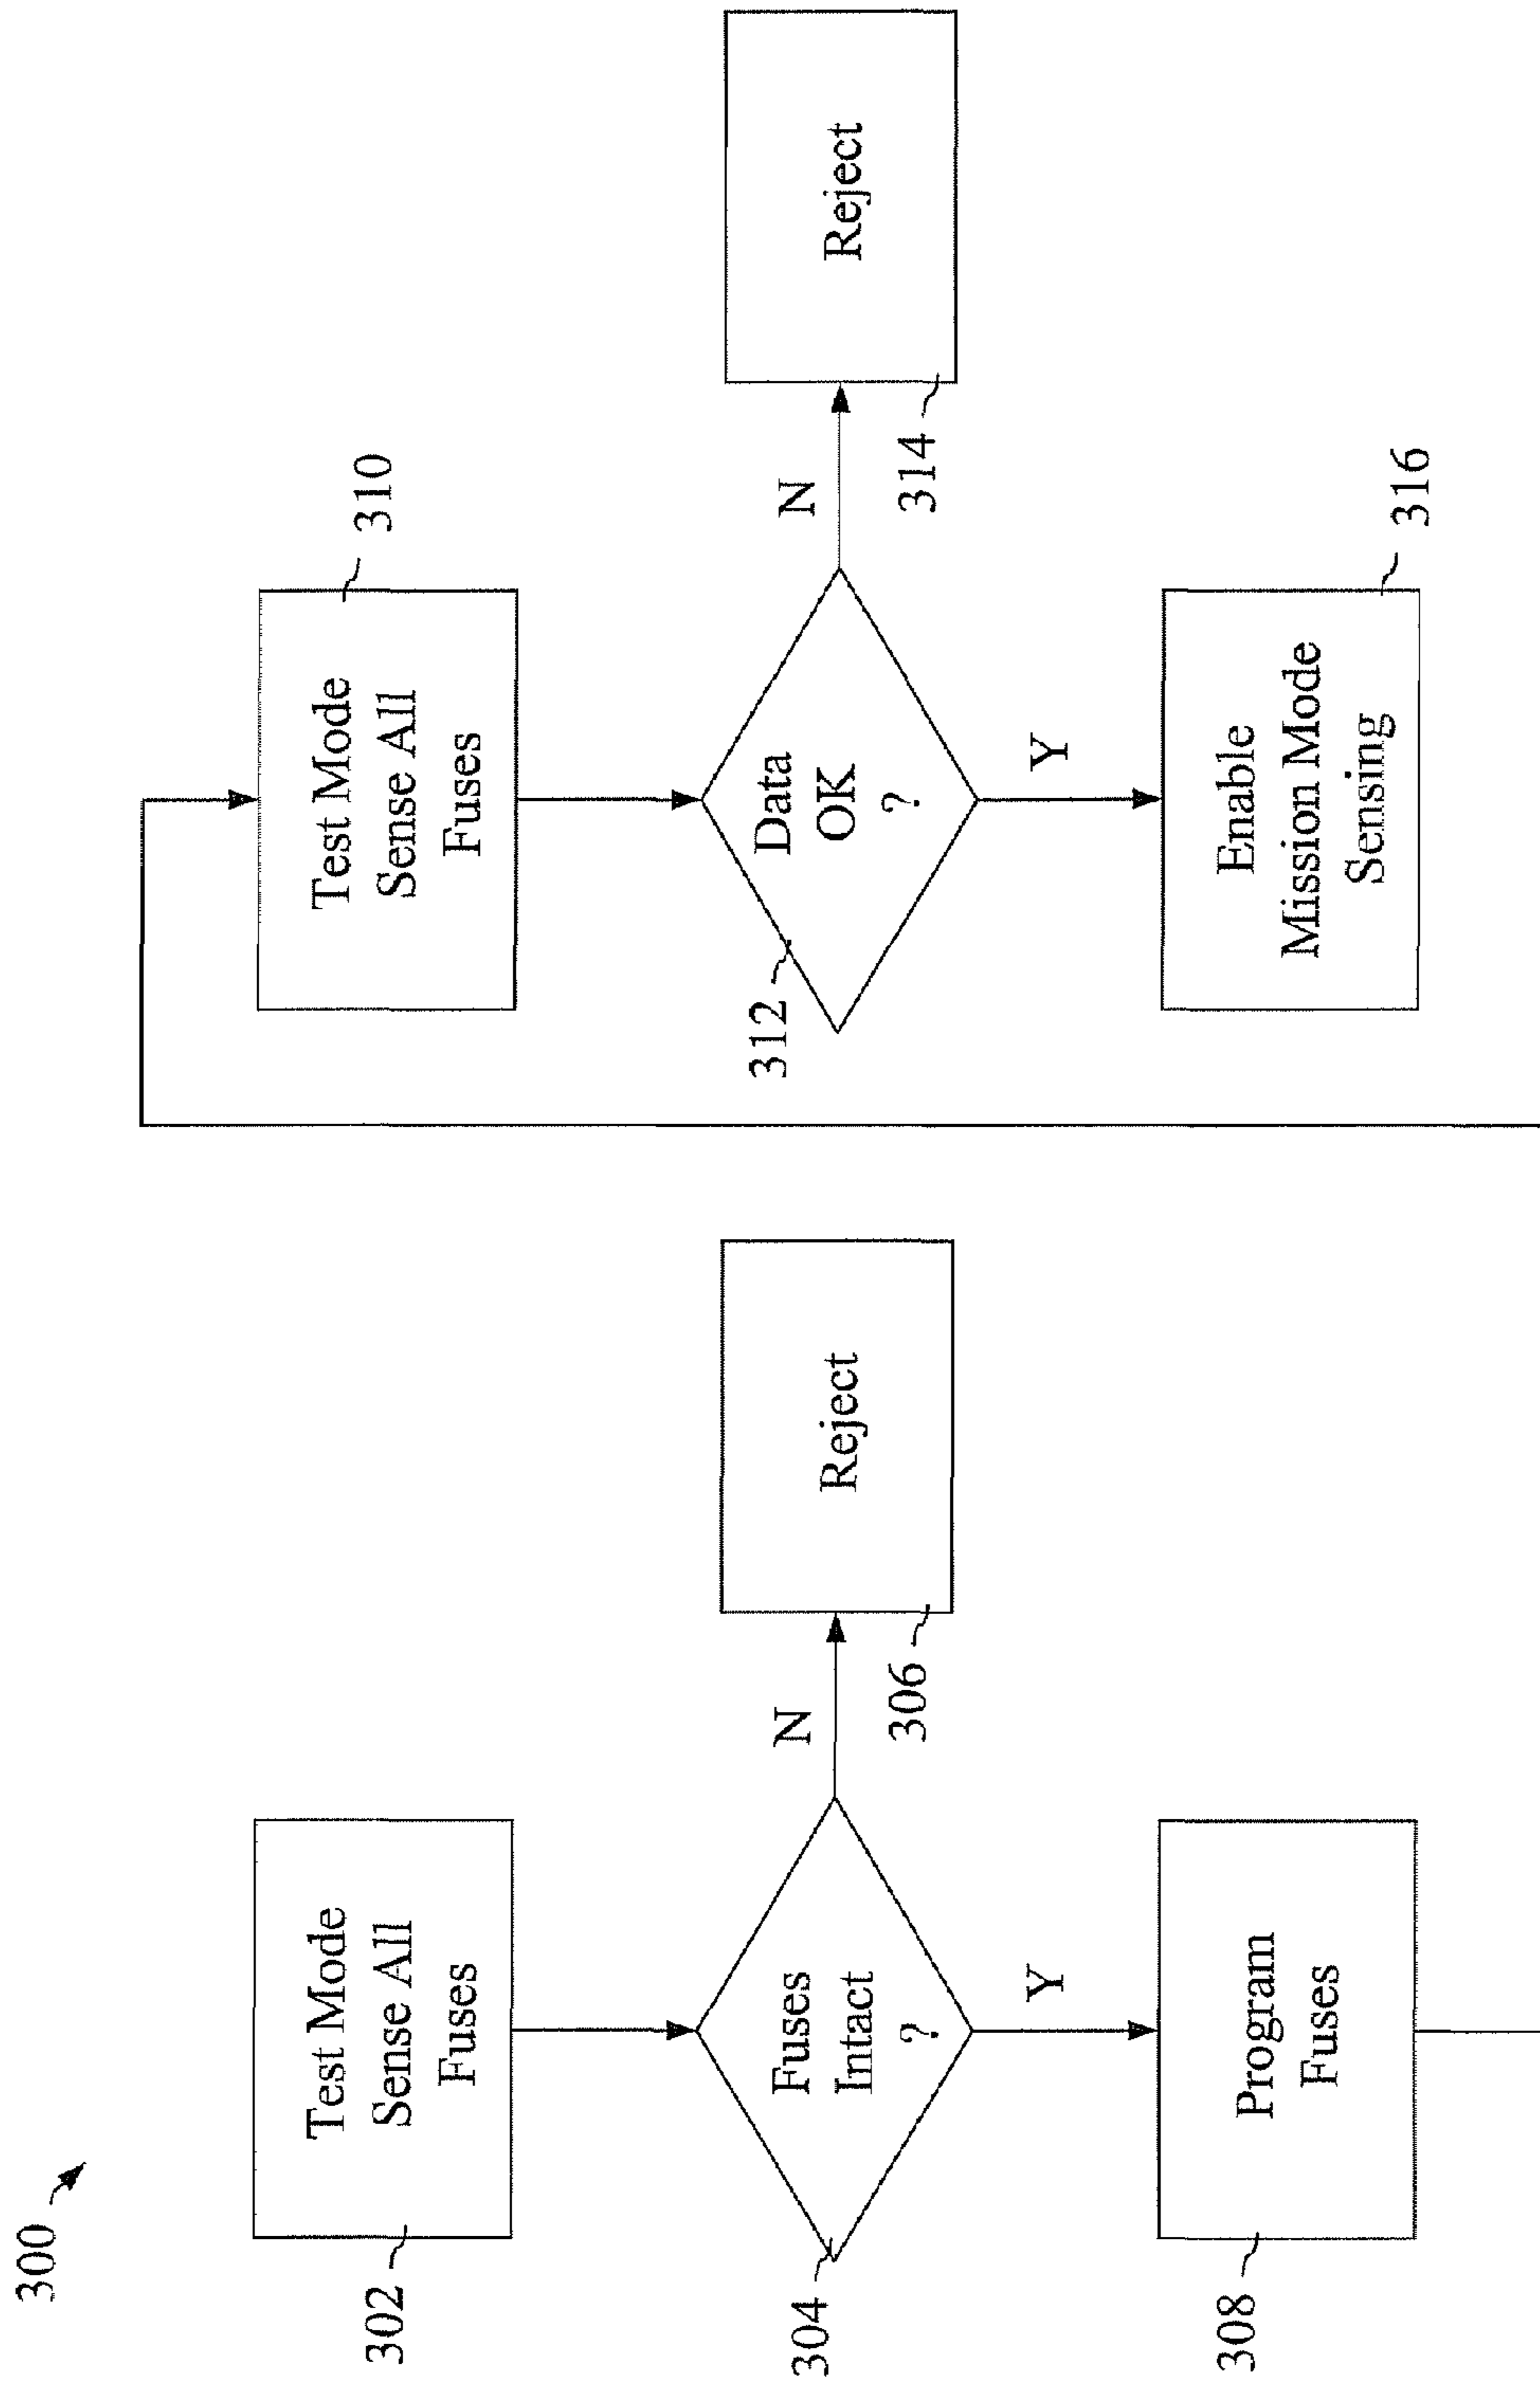 300
302
Test Mode
Sense All
Fuses
304
Fuses
Intact
?
N
306
Reject
Y
308
Program
Fuses
310
Test Mode
Sense All
Fuses
312
Data
OK
?
N
314
Reject
Y
316
Enable
Mission Mode
Sensing